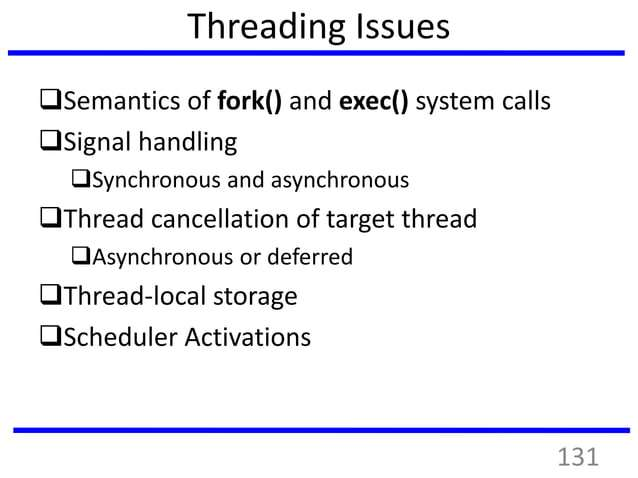 Threading Issues
❑Semantics of fork() and exec() system calls
❑Signal handling
❑Synchronous and asynchronous
❑Thread cancellation of target thread
❑Asynchronous or deferred
❑Thread-local storage
❑Scheduler Activations
131